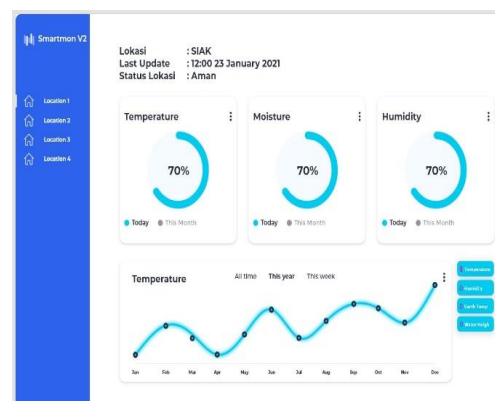 Smartmon V2
Location 1
Location 2
Location 3
Location 4
Lokasi : SIAK
Last Update : 12:00 23 January 2021
Status Lokasi : Aman
Temperature
70%
Today This Month
Moisture
70%
Today This Month
Humidity
70%
Today This Month
Temperature
All time This year This week
Jan Feb Mar Apr May Jun Jul Aug Sep Oct Nov Dec
Temperature
Humidity
Earth Temp
Water Heigh